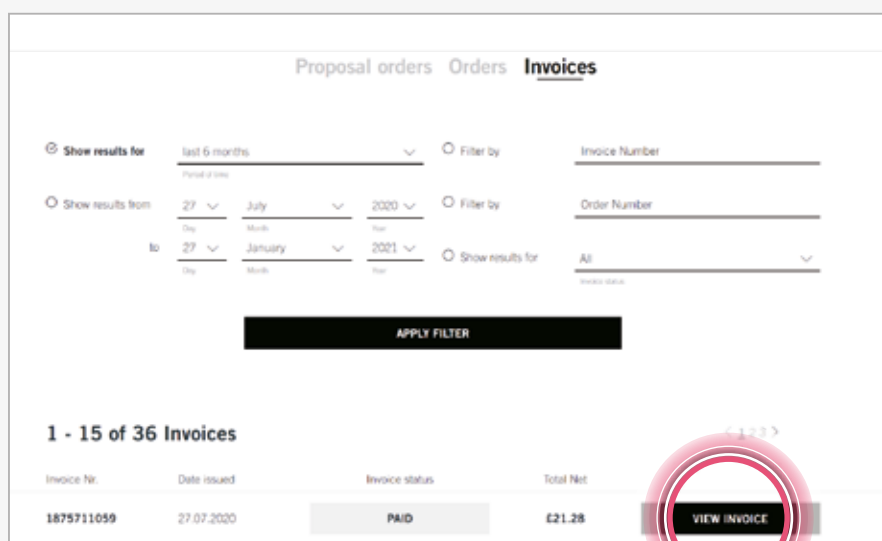 Proposal orders Orders Invoices
Show results for last 6 months Filter by Invoice Number
Period of time
Show results from 27 July 2020 Filter by Order Number
Day Month Year
to 27 January 2021 Show results for All
Day Month Year Invoice status
APPLY FILTER
1 - 15 of 36 Invoices < 1 2 3 >
Invoice Nr. Date issued Invoice status Total Net
1875711059 27.07.2020 PAID £21.28 VIEW INVOICE